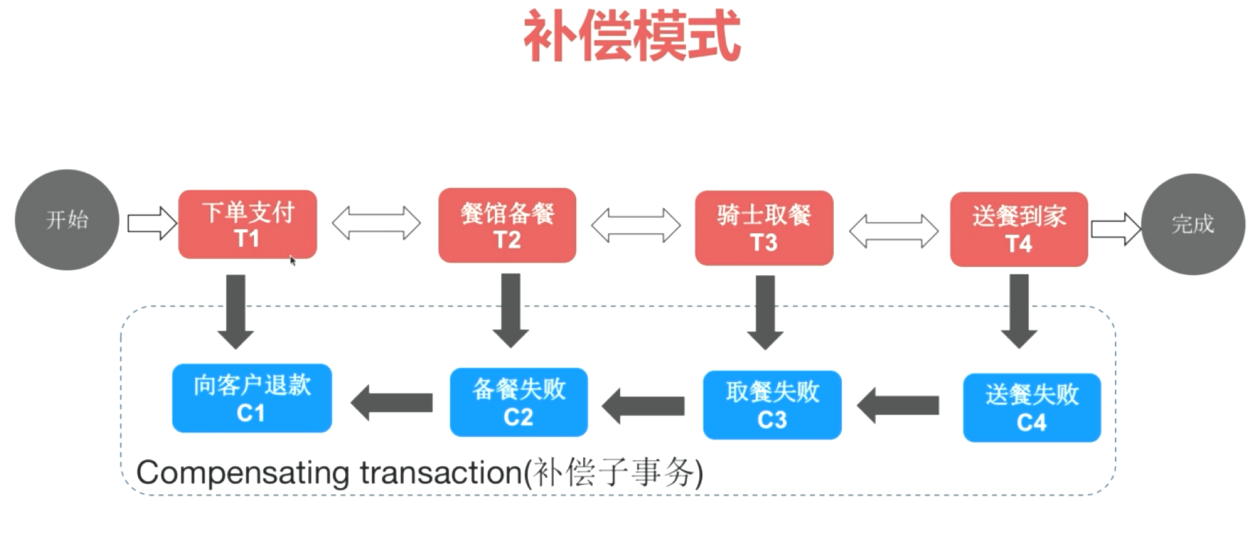 补偿模式
开始
下单支付
T1
餐馆备餐
T2
骑士取餐
T3
送餐到家
T4
完成
向客户退款
C1
备餐失败
C2
取餐失败
C3
送餐失败
C4
Compensating transaction(补偿子事务)